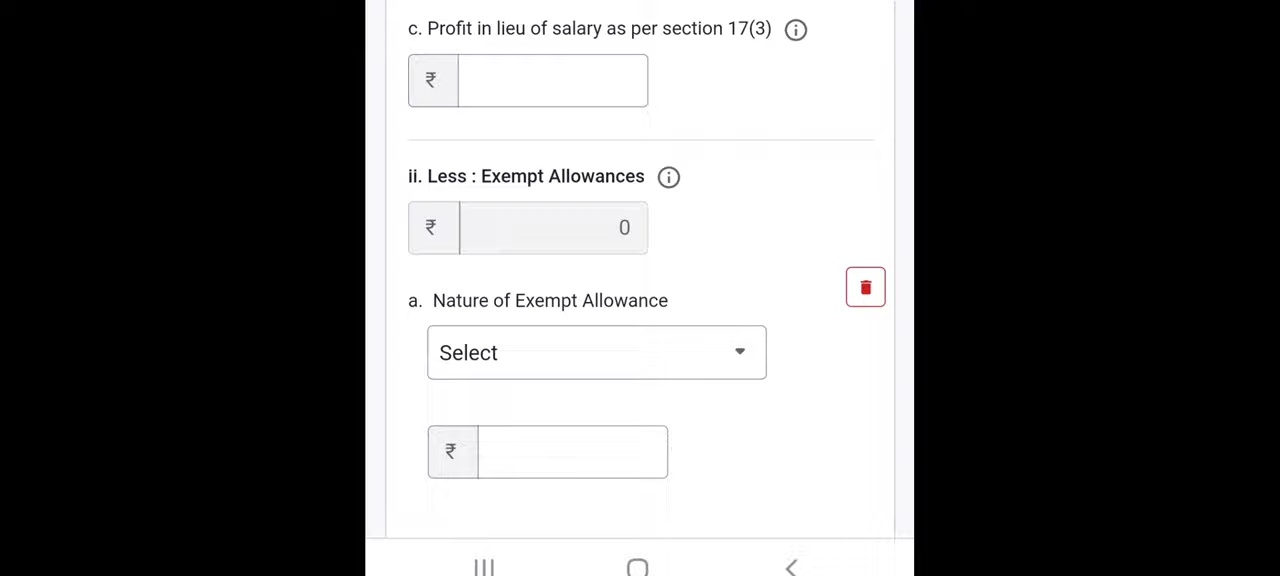 c. Profit in lieu of salary as per section 17(3)
₹
ii. Less : Exempt Allowances
₹ 0
a. Nature of Exempt Allowance
Select
₹